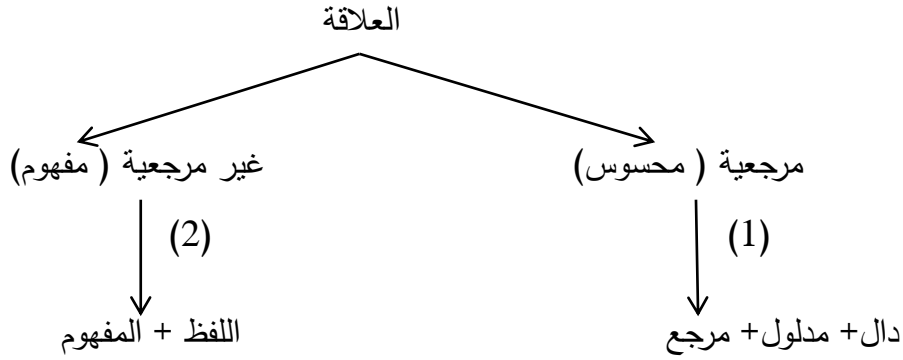 العلاقة
مرجعية ( محسوس)
غير مرجعية ( مفهوم)
(1)
(2)
دال+ مدلول+ مرجع
اللفظ + المفهوم